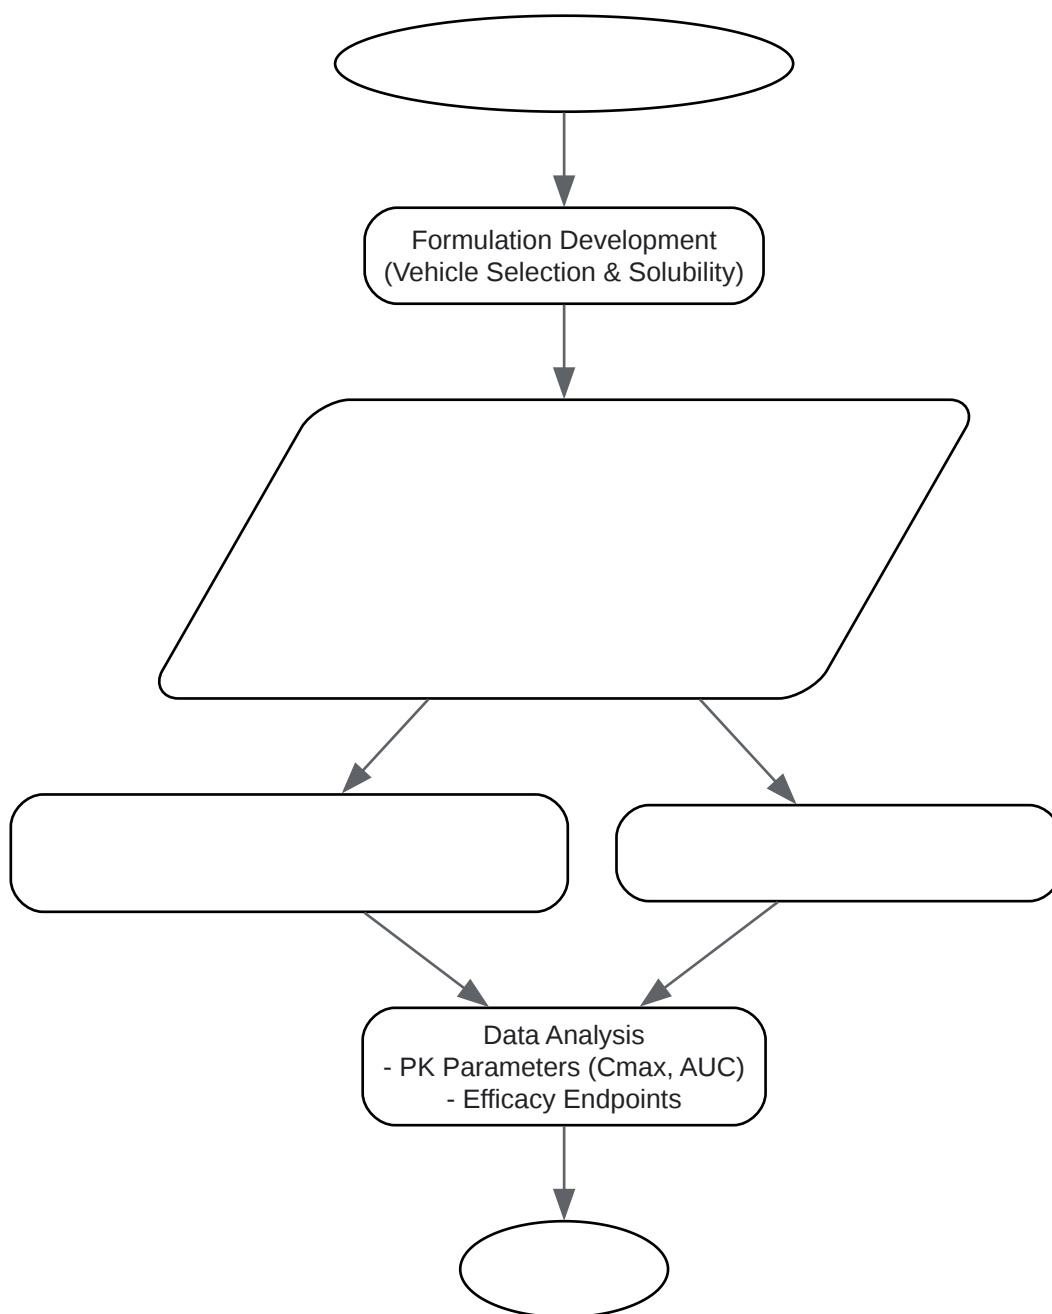 Formulation Development
(Vehicle Selection & Solubility)
Data Analysis
- PK Parameters (Cmax, AUC)
- Efficacy Endpoints